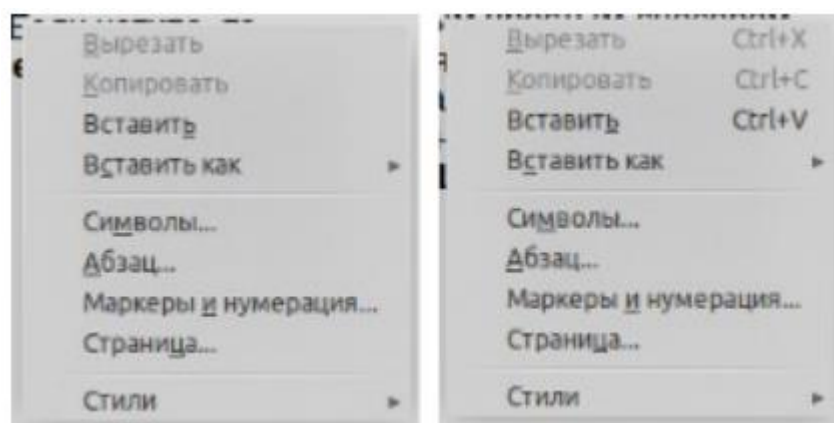 Вырезать
Копировать
Вставить
Вставить как
Символы...
Абзац...
Маркеры и нумерация...
Страница...
Стили
Вырезать Ctrl+X
Копировать Ctrl+C
Вставить Ctrl+V
Вставить как
Символы...
Абзац...
Маркеры и нумерация...
Страница...
Стили